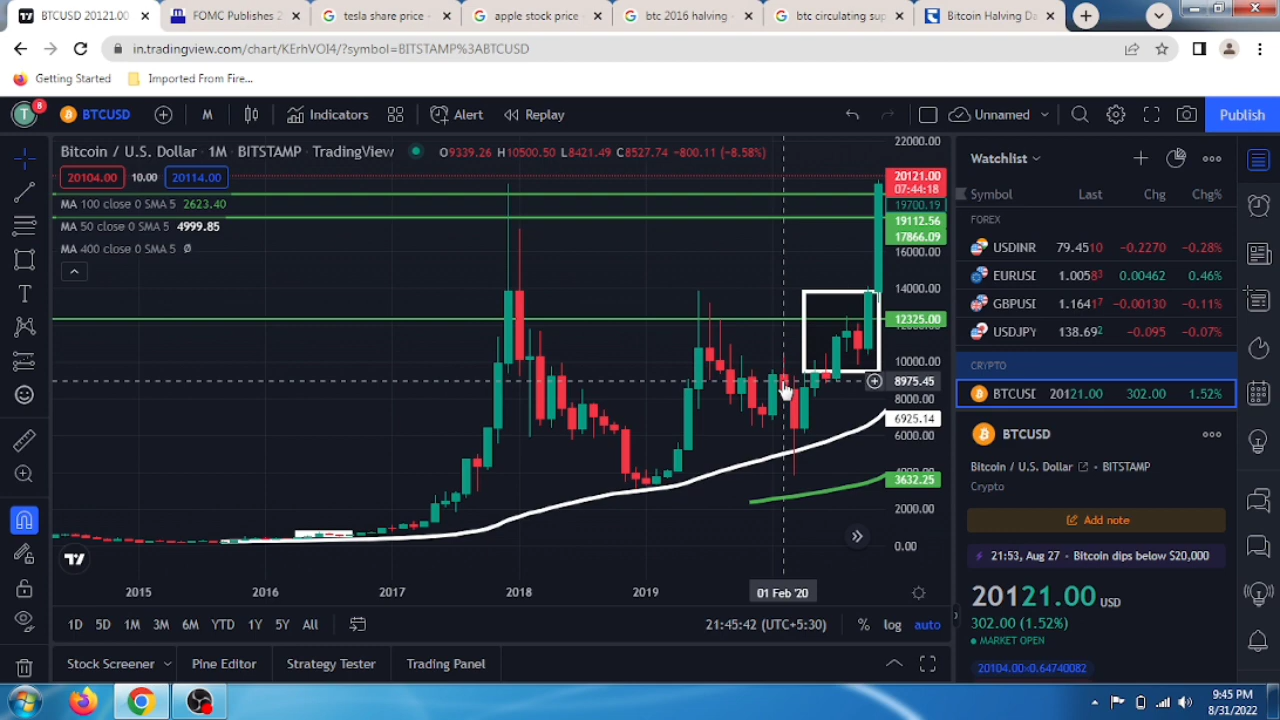 BTCUSD 20121.00
FOMC Publishes 2
tesla share price -
apple stock price
btc 2016 halving -
btc circulating sup
Bitcoin Halving Da
in.tradingview.com/chart/KErhVOI4/?symbol=BITSTAMP%3ABTCUSD
Getting Started
Imported From Fire...
T
8
BTCUSD
M
Indicators
Alert
Replay
Unnamed
Publish
Bitcoin / U.S. Dollar · 1M · BITSTAMP · TradingView
O9339.26 H10500.50 L8421.49 C8527.74 -800.11 (-8.58%)
20104.00 10.00 20114.00
MA 100 close 0 SMA 5 2623.40
MA 50 close 0 SMA 5 4999.85
MA 400 close 0 SMA 5 Ø
22000.00
20121.00
07:44:18
19700.19
19112.56
17866.09
16000.00
14000.00
12325.00
10000.00
8975.45
8000.00
6925.14
6000.00
4000.00
3632.25
2000.00
0.00
2015
2016
2017
2018
2019
01 Feb '20
1D 5D 1M 3M 6M YTD 1Y 5Y All
21:45:42 (UTC+5:30)
% log auto
Stock Screener
Pine Editor
Strategy Tester
Trading Panel
Watchlist
Symbol Last Chg Chg%
FOREX
USDINR 79.4510 -0.2270 -0.28%
EURUSI 1.00583 0.00462 0.46%
GBPUSI 1.16417 -0.00130 -0.11%
USDJPY 138.692 -0.095 -0.07%
CRYPTO
BTCUSI 20121.00 302.00 1.52%
BTCUSD
Bitcoin / U.S. Dollar · BITSTAMP
Crypto
Add note
21:53, Aug 27 · Bitcoin dips below $20,000
20121.00 USD
302.00 (1.52%)
MARKET OPEN
20104.00×0.64740082
9:45 PM
8/31/2022